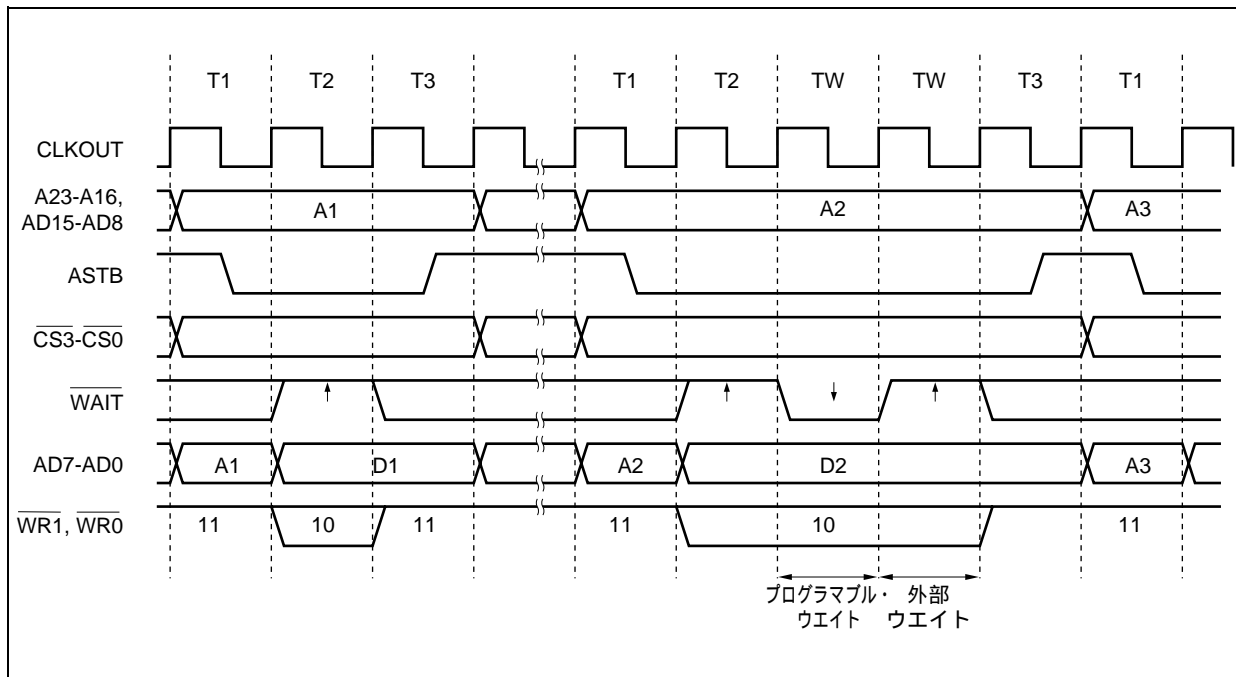 T1 T2 T3 T1 T2 TW TW T3 T1
CLKOUT
A23-A16,
AD15-AD8
A1 A2 A3
ASTB
CS3-CS0
WAIT
AD7-AD0
A1 D1 A2 D2 A3
WR1, WR0
11 10 11 11 10 11
プログラマブル・ 外部
ウエイト ウエイト